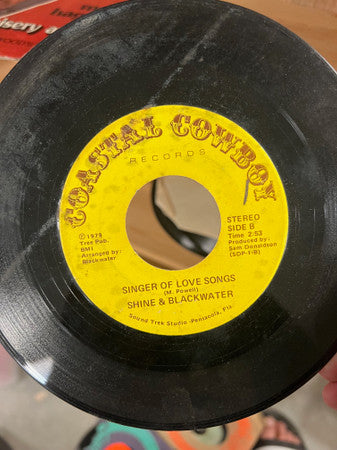 COASTAL COWBOY
RECORDS
℗ 1979
Tree Pub.
BMI
Arranged by:
Blackwater
STEREO
SIDE B
Time 2:53
Produced by:
Sam Donaldson
(SOP-1-B)
SINGER OF LOVE SONGS
(M. Powell)
SHINE & BLACKWATER
Sound Trek Studio - Pensacola, Fla.